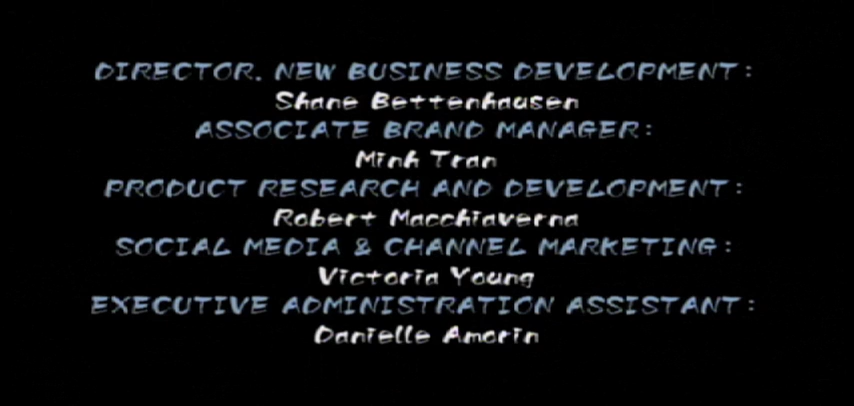 DIRECTOR, NEW BUSINESS DEVELOPMENT:
Shane Bettenhausen
ASSOCIATE BRAND MANAGER:
Minh Tran
PRODUCT RESEARCH AND DEVELOPMENT:
Robert Macchiaverna
SOCIAL MEDIA & CHANNEL MARKETING:
Victoria Young
EXECUTIVE ADMINISTRATION ASSISTANT:
Danielle Amorin